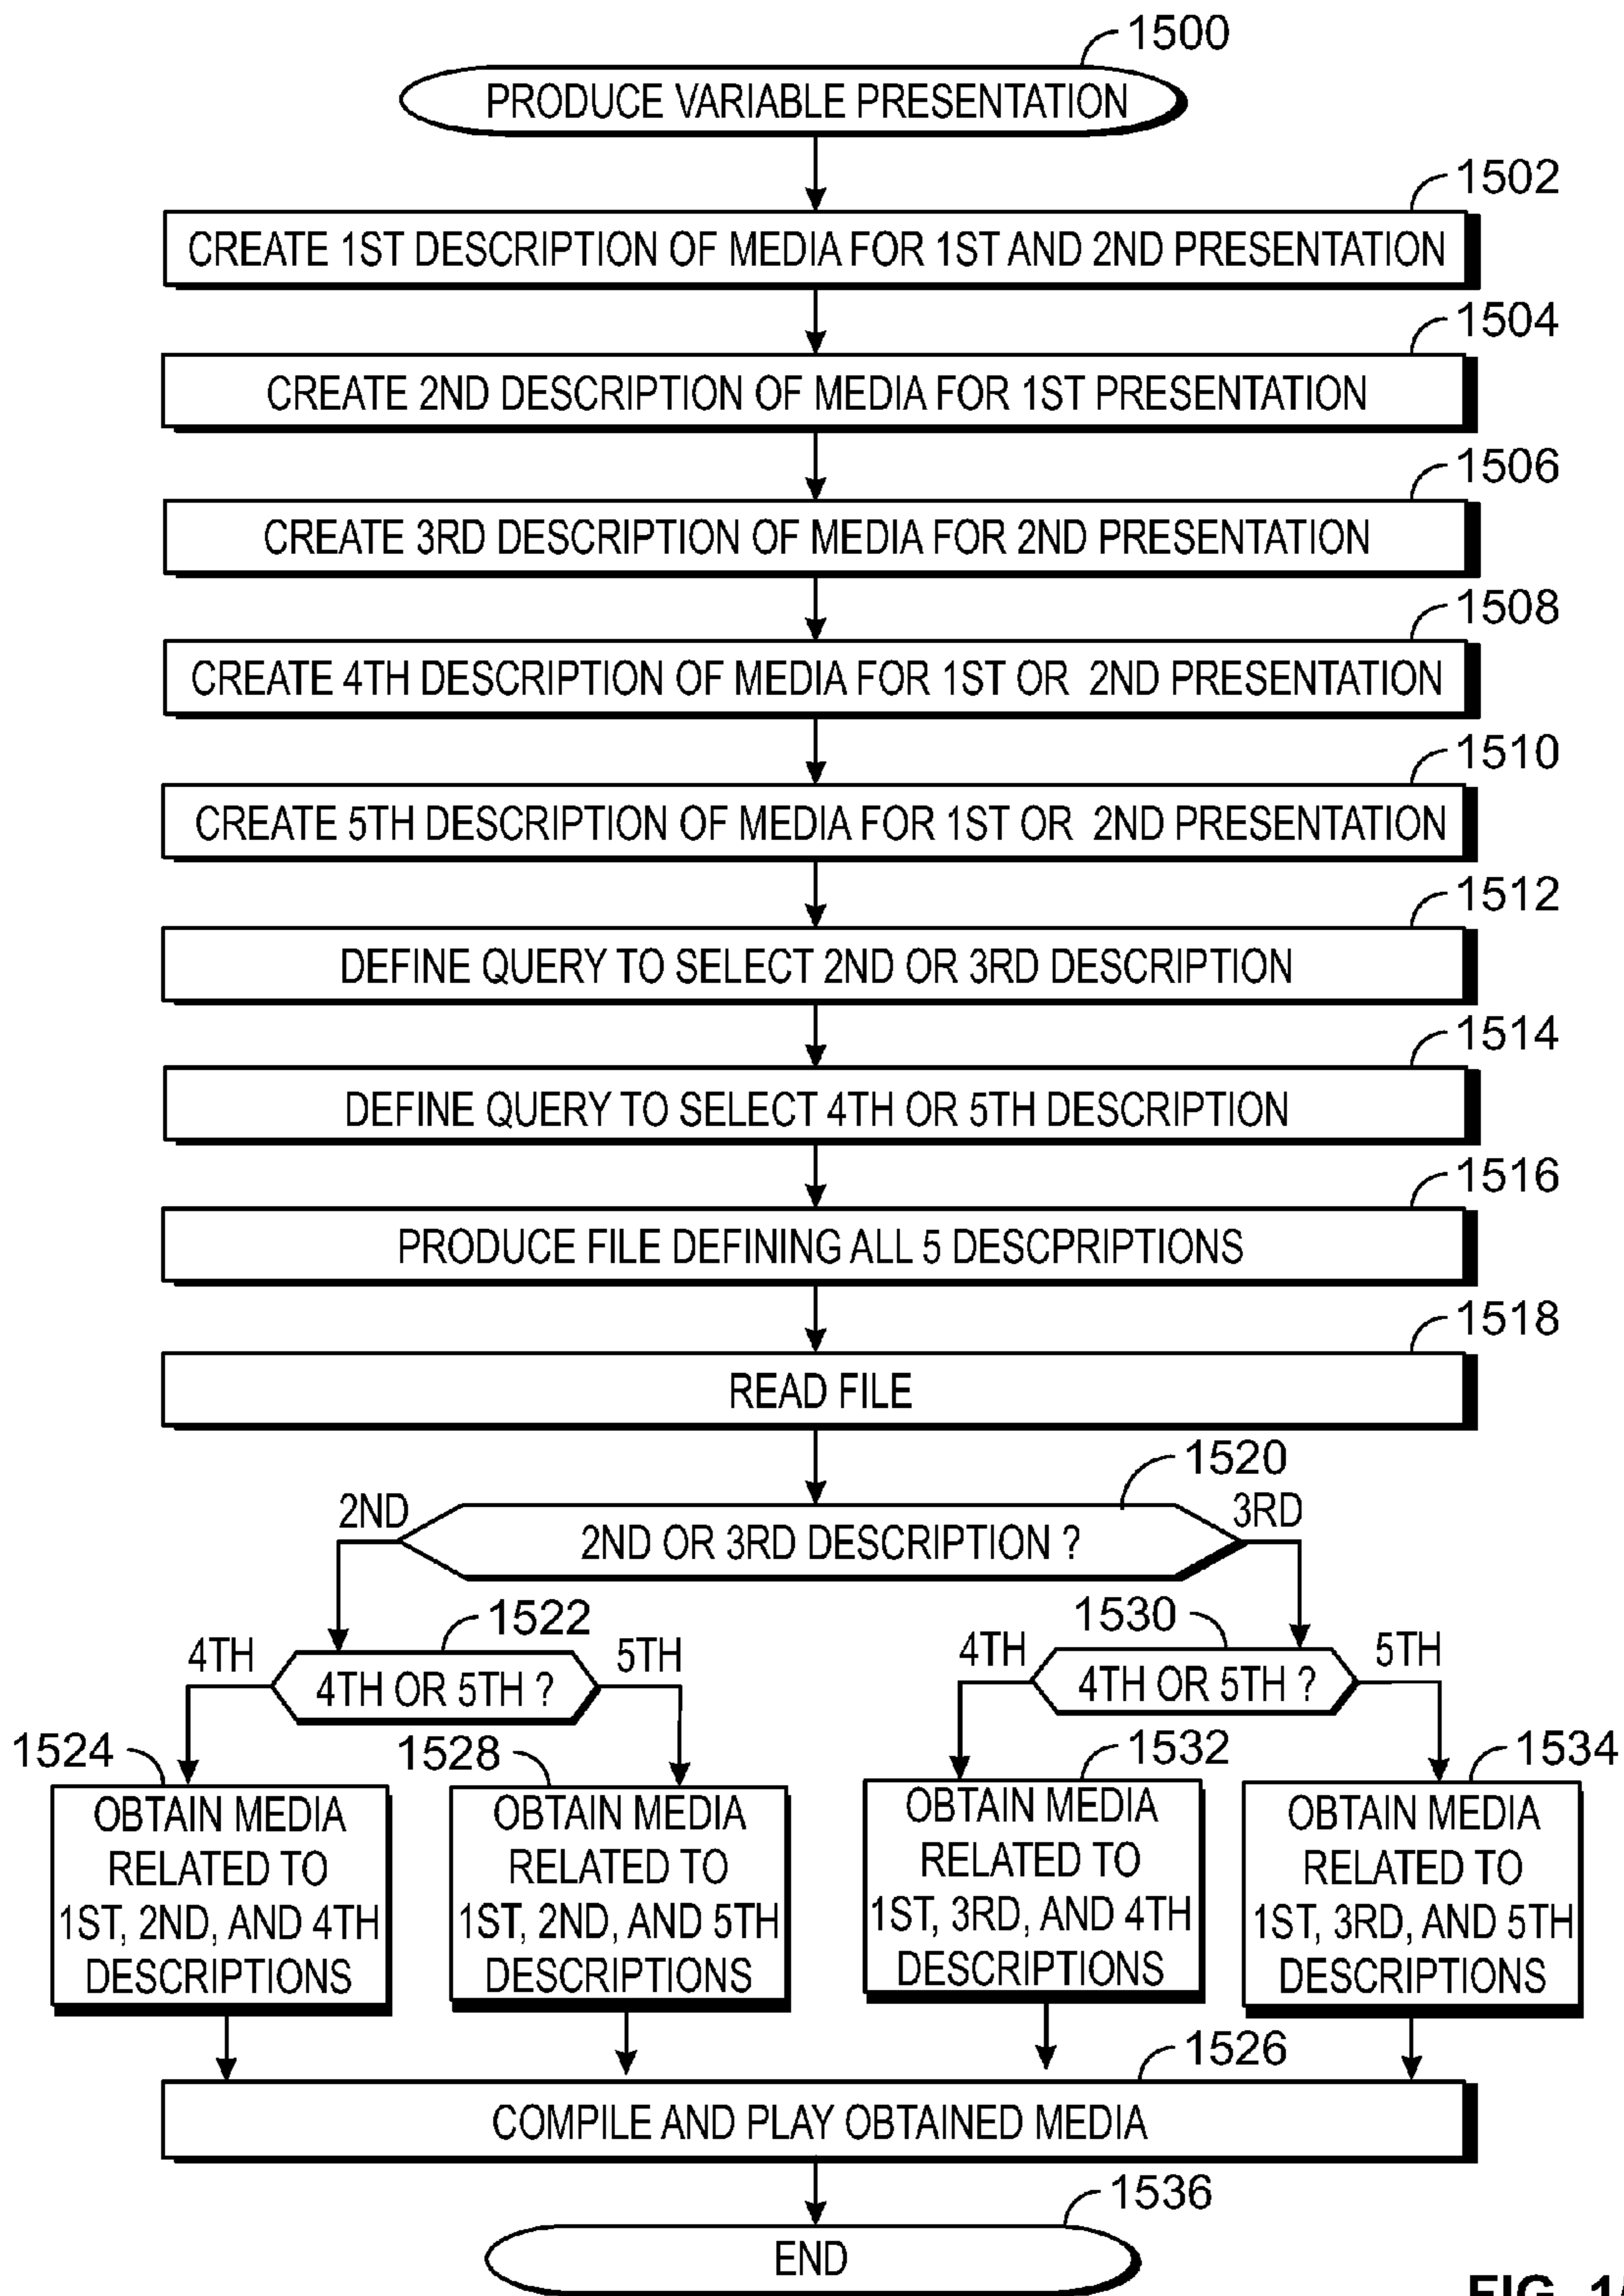 1500
PRODUCE VARIABLE PRESENTATION
1502
CREATE 1ST DESCRIPTION OF MEDIA FOR 1ST AND 2ND PRESENTATION
1504
CREATE 2ND DESCRIPTION OF MEDIA FOR 1ST PRESENTATION
1506
CREATE 3RD DESCRIPTION OF MEDIA FOR 2ND PRESENTATION
1508
CREATE 4TH DESCRIPTION OF MEDIA FOR 1ST OR 2ND PRESENTATION
1510
CREATE 5TH DESCRIPTION OF MEDIA FOR 1ST OR 2ND PRESENTATION
1512
DEFINE QUERY TO SELECT 2ND OR 3RD DESCRIPTION
1514
DEFINE QUERY TO SELECT 4TH OR 5TH DESCRIPTION
1516
PRODUCE FILE DEFINING ALL 5 DESCPRIPTIONS
1518
READ FILE
1520
2ND
2ND OR 3RD DESCRIPTION ?
3RD
1522
4TH
4TH OR 5TH ?
5TH
1530
4TH
4TH OR 5TH ?
5TH
1524
OBTAIN MEDIA
RELATED TO
1ST, 2ND, AND 4TH
DESCRIPTIONS
1528
OBTAIN MEDIA
RELATED TO
1ST, 2ND, AND 5TH
DESCRIPTIONS
1532
OBTAIN MEDIA
RELATED TO
1ST, 3RD, AND 4TH
DESCRIPTIONS
1534
OBTAIN MEDIA
RELATED TO
1ST, 3RD, AND 5TH
DESCRIPTIONS
1526
COMPILE AND PLAY OBTAINED MEDIA
1536
END
FIG.